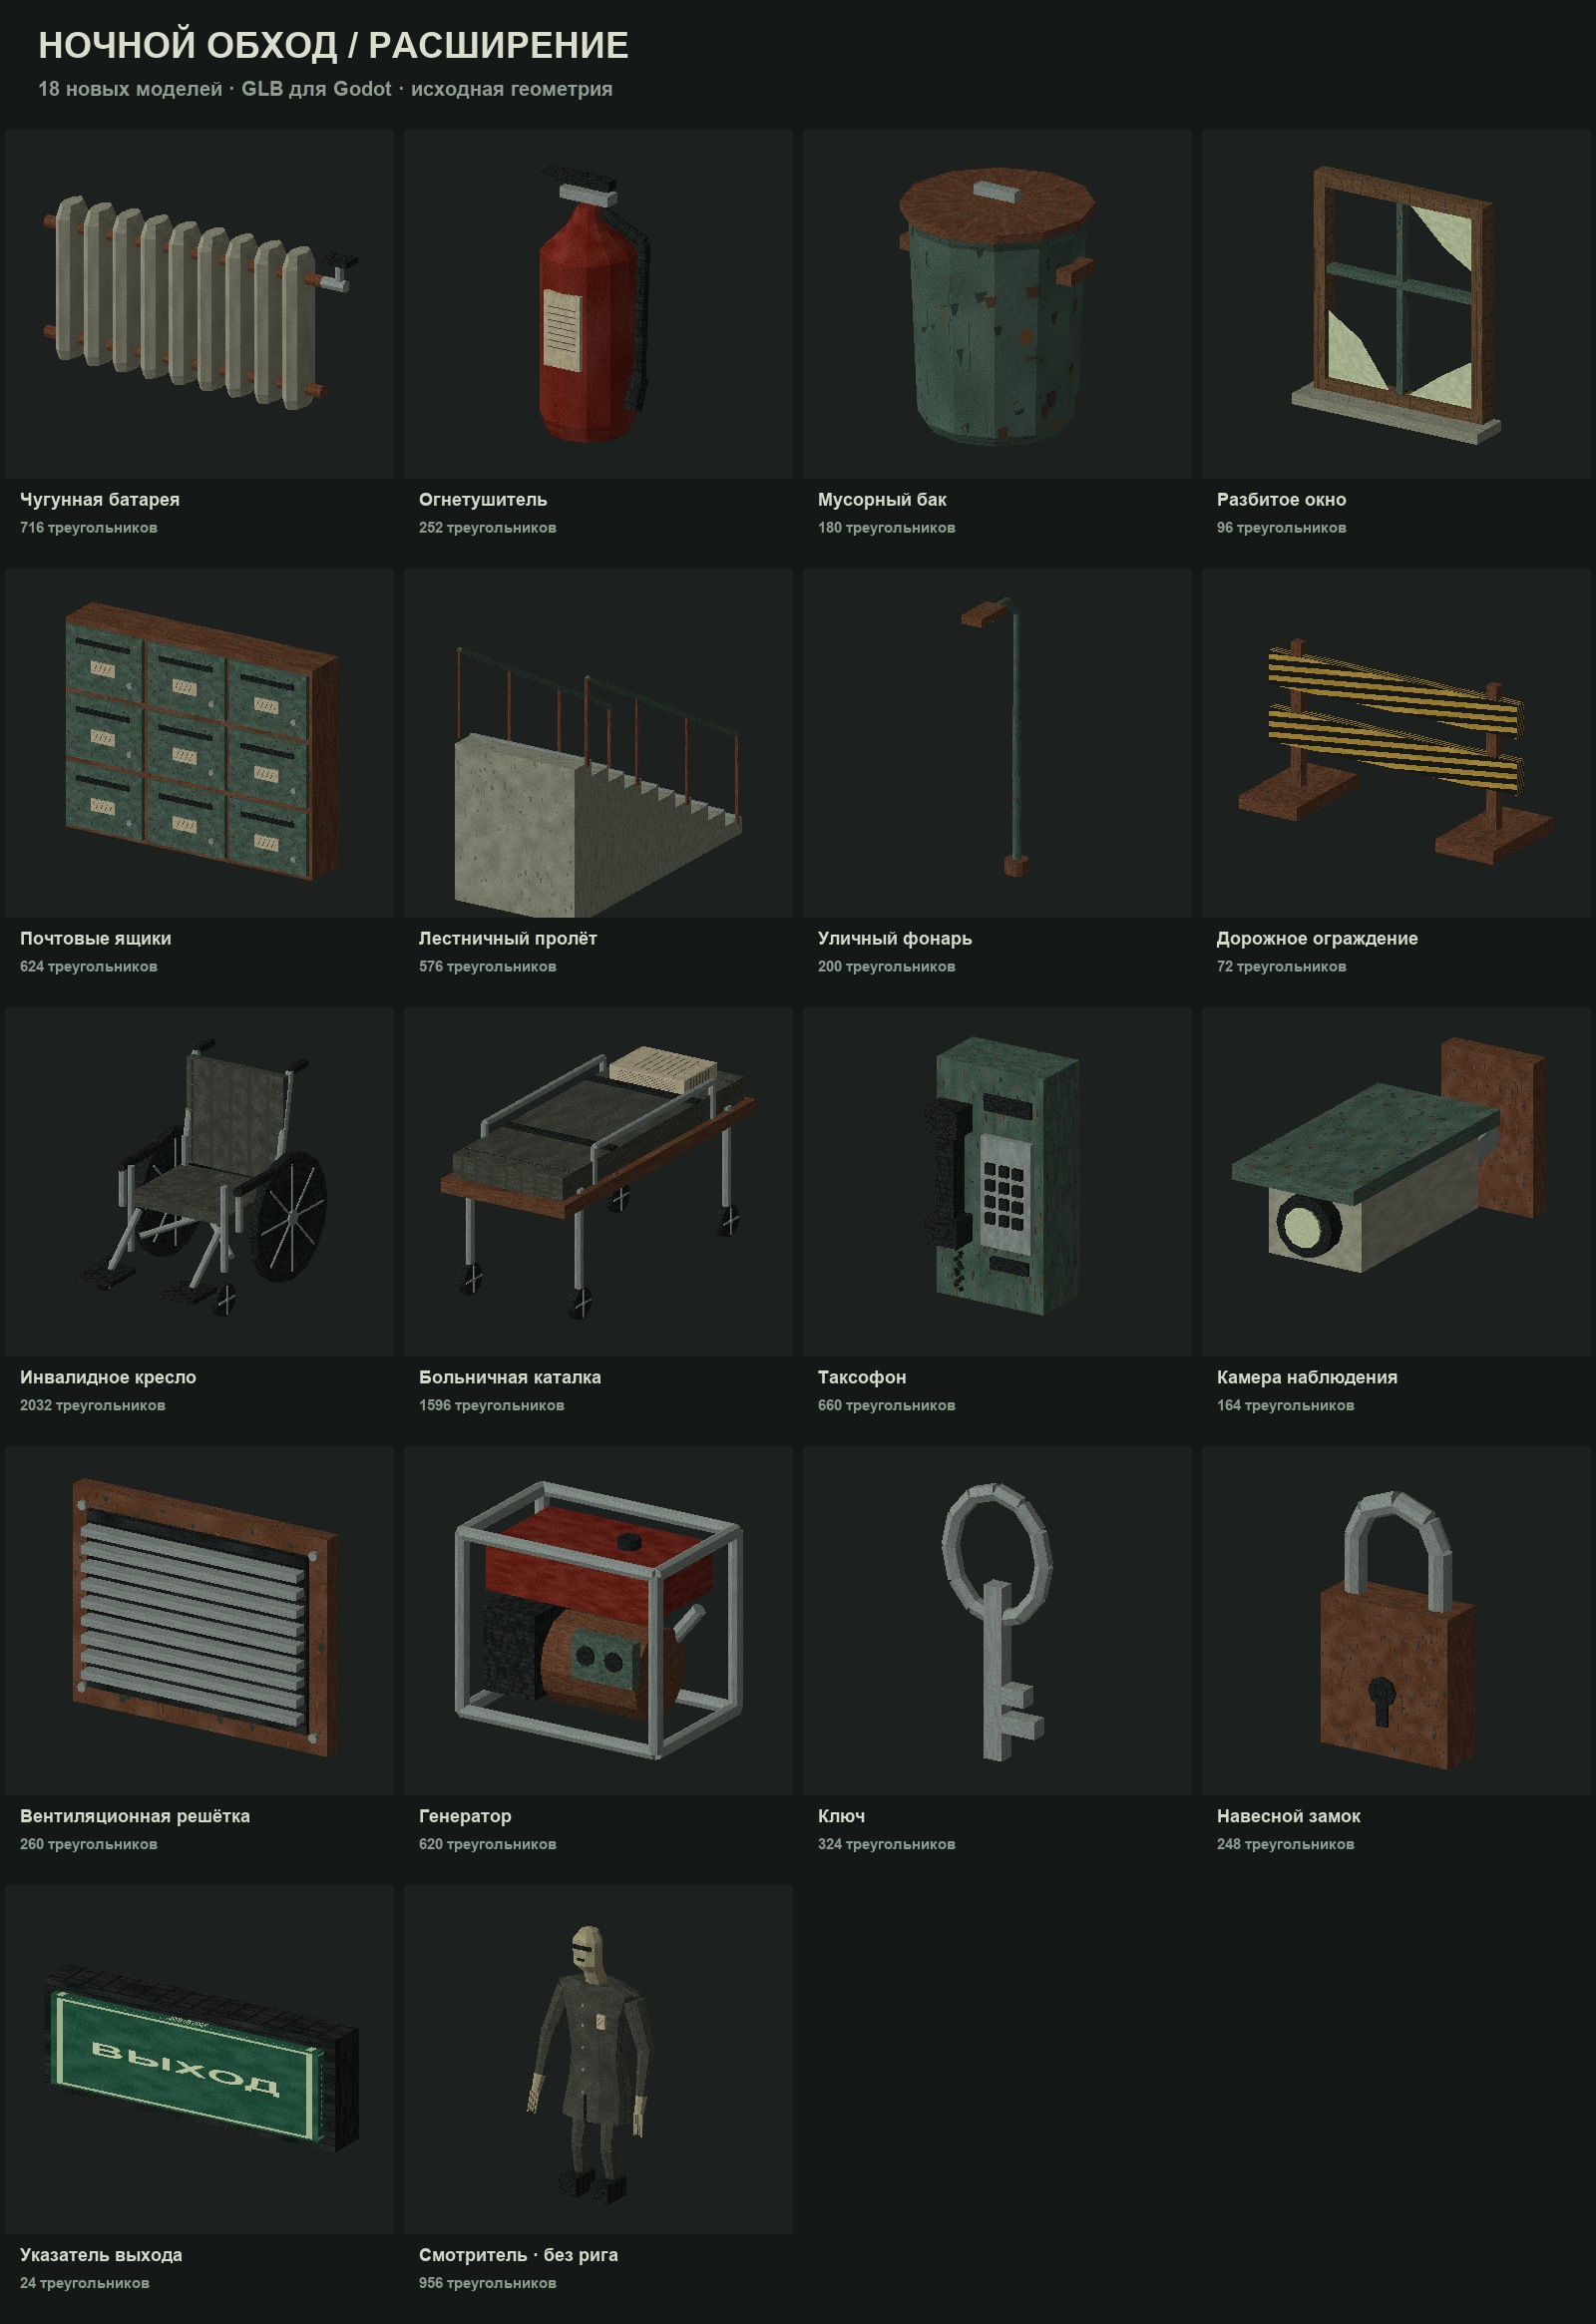 НОЧНОЙ ОБХОД / РАСШИРЕНИЕ
18 новых моделей · GLB для Godot · исходная геометрия
Чугунная батарея
716 треугольников
Огнетушитель
252 треугольников
Мусорный бак
180 треугольников
Разбитое окно
96 треугольников
Почтовые ящики
624 треугольников
Лестничный пролёт
576 треугольников
Уличный фонарь
200 треугольников
Дорожное ограждение
72 треугольников
Инвалидное кресло
2032 треугольников
Больничная каталка
1596 треугольников
Таксофон
660 треугольников
Камера наблюдения
164 треугольников
Вентиляционная решётка
260 треугольников
Генератор
620 треугольников
Ключ
324 треугольников
Навесной замок
248 треугольников
ВЫХОД
Указатель выхода
24 треугольников
Смотритель · без рига
956 треугольников